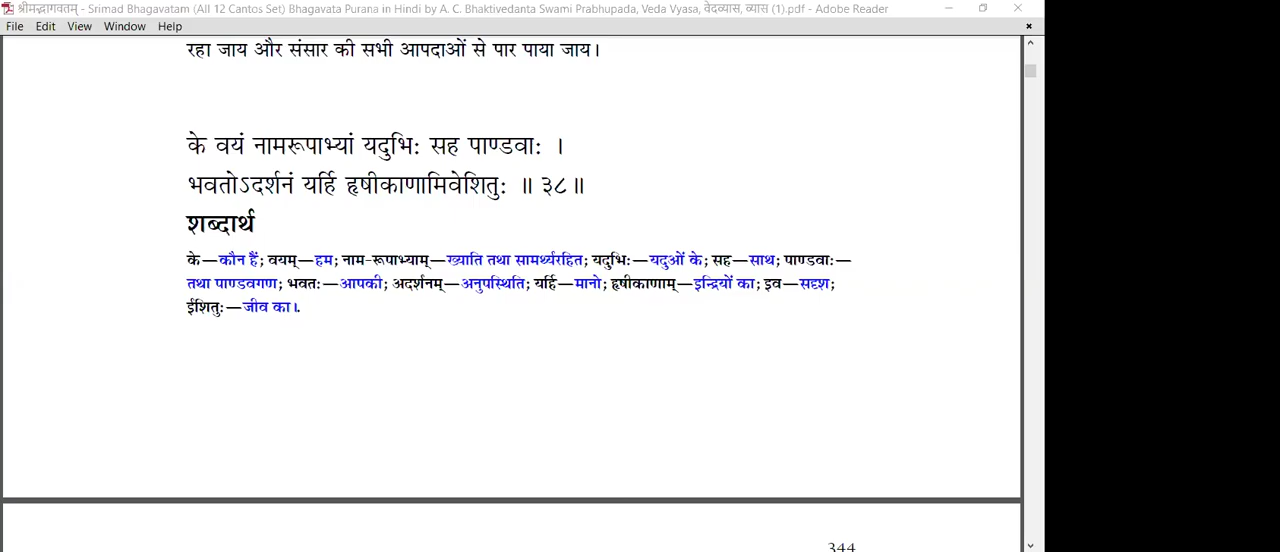 श्रीमद्भागवतम् - Srimad Bhagavatam (All 12 Cantos Set) Bhagavata Purana in Hindi by A. C. Bhaktivedanta Swami Prabhupada, Veda Vyasa, वेदव्यास, व्यास (1).pdf - Adobe Reader
File Edit View Window Help
रहा जाय और संसार की सभी आपदाओं से पार पाया जाय।
के वयं नामरूपाभ्यां यदुभिः सह पाण्डवाः ।
भवतोऽदर्शनं यर्हि हृषीकाणामिवेशितुः ॥ ३८॥
शब्दार्थ
के—कौन हैं; वयम्—हम; नाम-रूपाभ्याम्—ख्याति तथा सामर्थ्यरहित; यदुभिः—यदुओं के; सह—साथ; पाण्डवाः—
तथा पाण्डवगण; भवतः—आपकी; अदर्शनम्—अनुपस्थिति; यर्हि—मानो; हृषीकाणाम्—इन्द्रियों का; इव—सदृश;
ईशितुः—जीव का।.
344